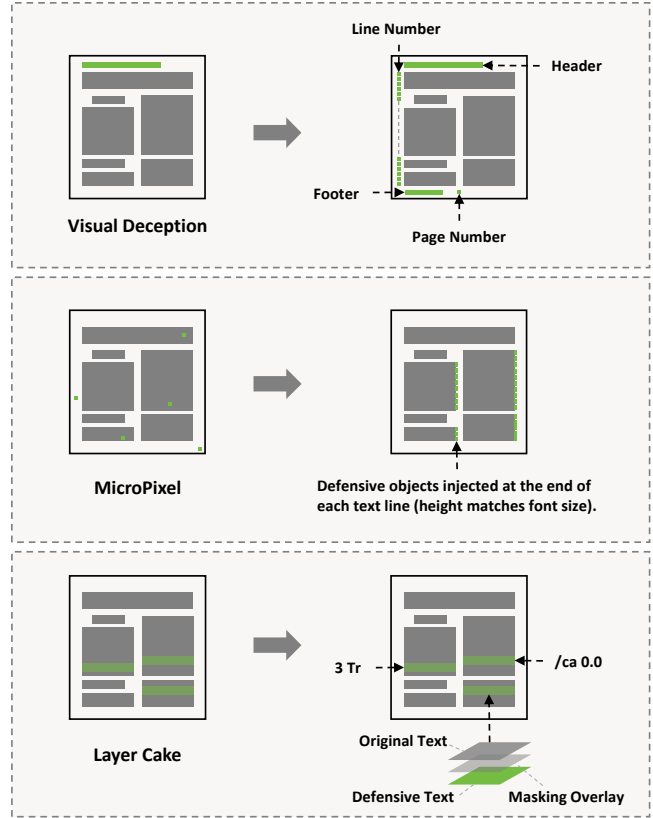 Line Number
Header
Footer
Page Number
Visual Deception
MicroPixel
Defensive objects injected at the end of
each text line (height matches font size).
3 Tr
/ca 0.0
Layer Cake
Original Text
Defensive Text
Masking Overlay